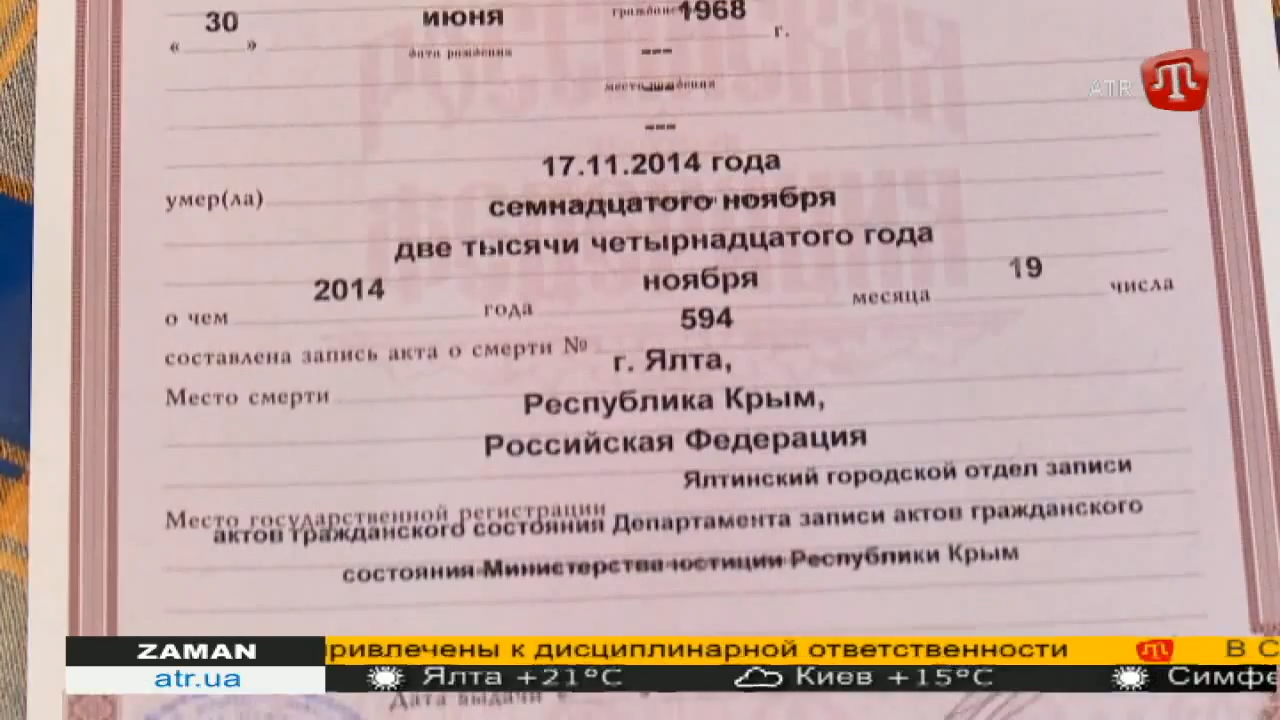 « 30 » июня 1968 г.
дата рождения
---
место рождения
---
17.11.2014 года
умер(ла)
семнадцатого ноября
две тысячи четырнадцатого года
о чем 2014 года ноября месяца 19 числа
составлена запись акта о смерти № 594
Место смерти г. Ялта,
Республика Крым,
Российская Федерация
Место государственной регистрации Ялтинский городской отдел записи
актов гражданского состояния Департамента записи актов гражданского
состояния Министерства юстиции Республики Крым
Дата выдачи «
ATR
ZAMAN
atr.ua
привлечены к дисциплинарной ответственности В С
Ялта +21°C Киев +15°C Симфе